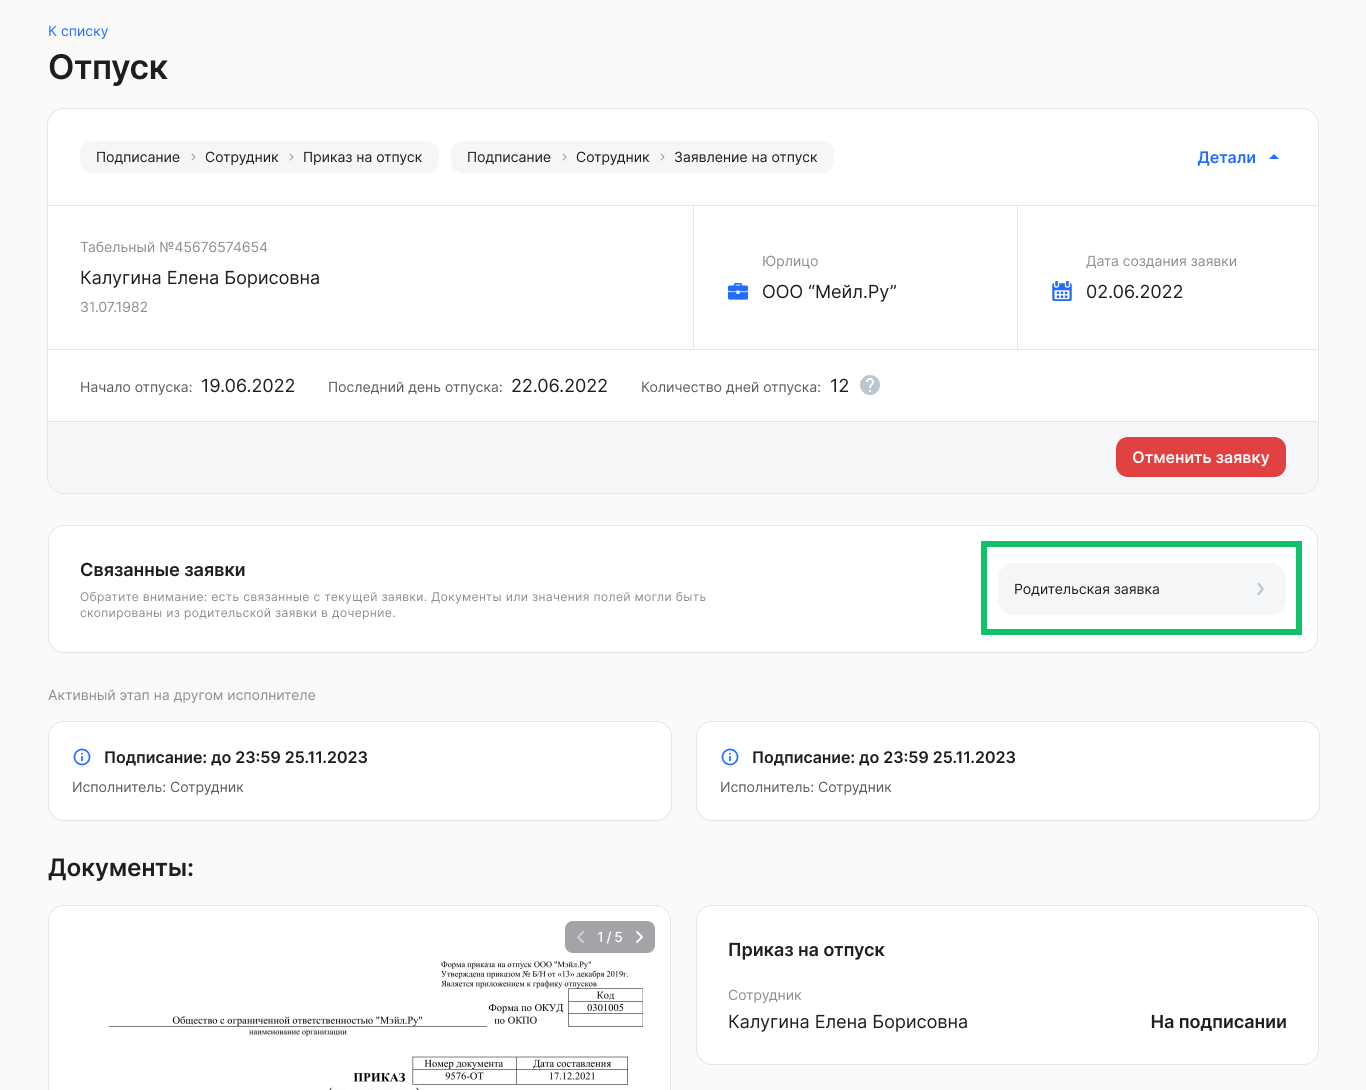 К списку
Отпуск
Подписание > Сотрудник > Приказ на отпуск
Подписание > Сотрудник > Заявление на отпуск
Детали
Табельный №45676574654
Калугина Елена Борисовна
31.07.1982
Юрлицо
ООО “Мейл.Ру”
Дата создания заявки
02.06.2022
Начало отпуска: 19.06.2022
Последний день отпуска: 22.06.2022
Количество дней отпуска: 12 ?
Отменить заявку
Связанные заявки
Обратите внимание: есть связанные с текущей заявки. Документы или значения полей могли быть
скопированы из родительской заявки в дочерние.
Родительская заявка
Активный этап на другом исполнителе
Подписание: до 23:59 25.11.2023
Исполнитель: Сотрудник
Подписание: до 23:59 25.11.2023
Исполнитель: Сотрудник
Документы:
1 / 5
Форма приказа на отпуск ООО "Мэйл.Ру"
Утверждена приказом № Б/Н от «13» декабря 2019г.
Является приложением к графику отпусков
Код
Форма по ОКУД 0301005
по ОКПО
Общество с ограниченной ответственностью "Мэйл.Ру"
наименование организации
Номер документа Дата составления
ПРИКАЗ 9576-ОТ 17.12.2021
Приказ на отпуск
Сотрудник
Калугина Елена Борисовна
На подписании